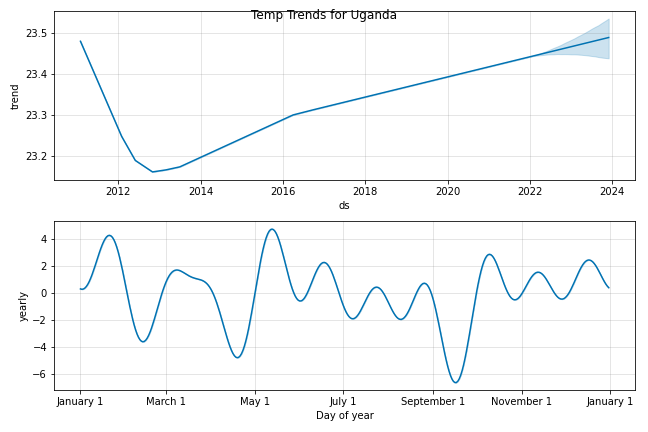 Temp Trends for Uganda
23.5
23.4
23.3
23.2
trend
2012 2014 2016 2018 2020 2022 2024
ds
4
2
0
−2
−4
−6
yearly
January 1 March 1 May 1 July 1 September 1 November 1 January 1
Day of year